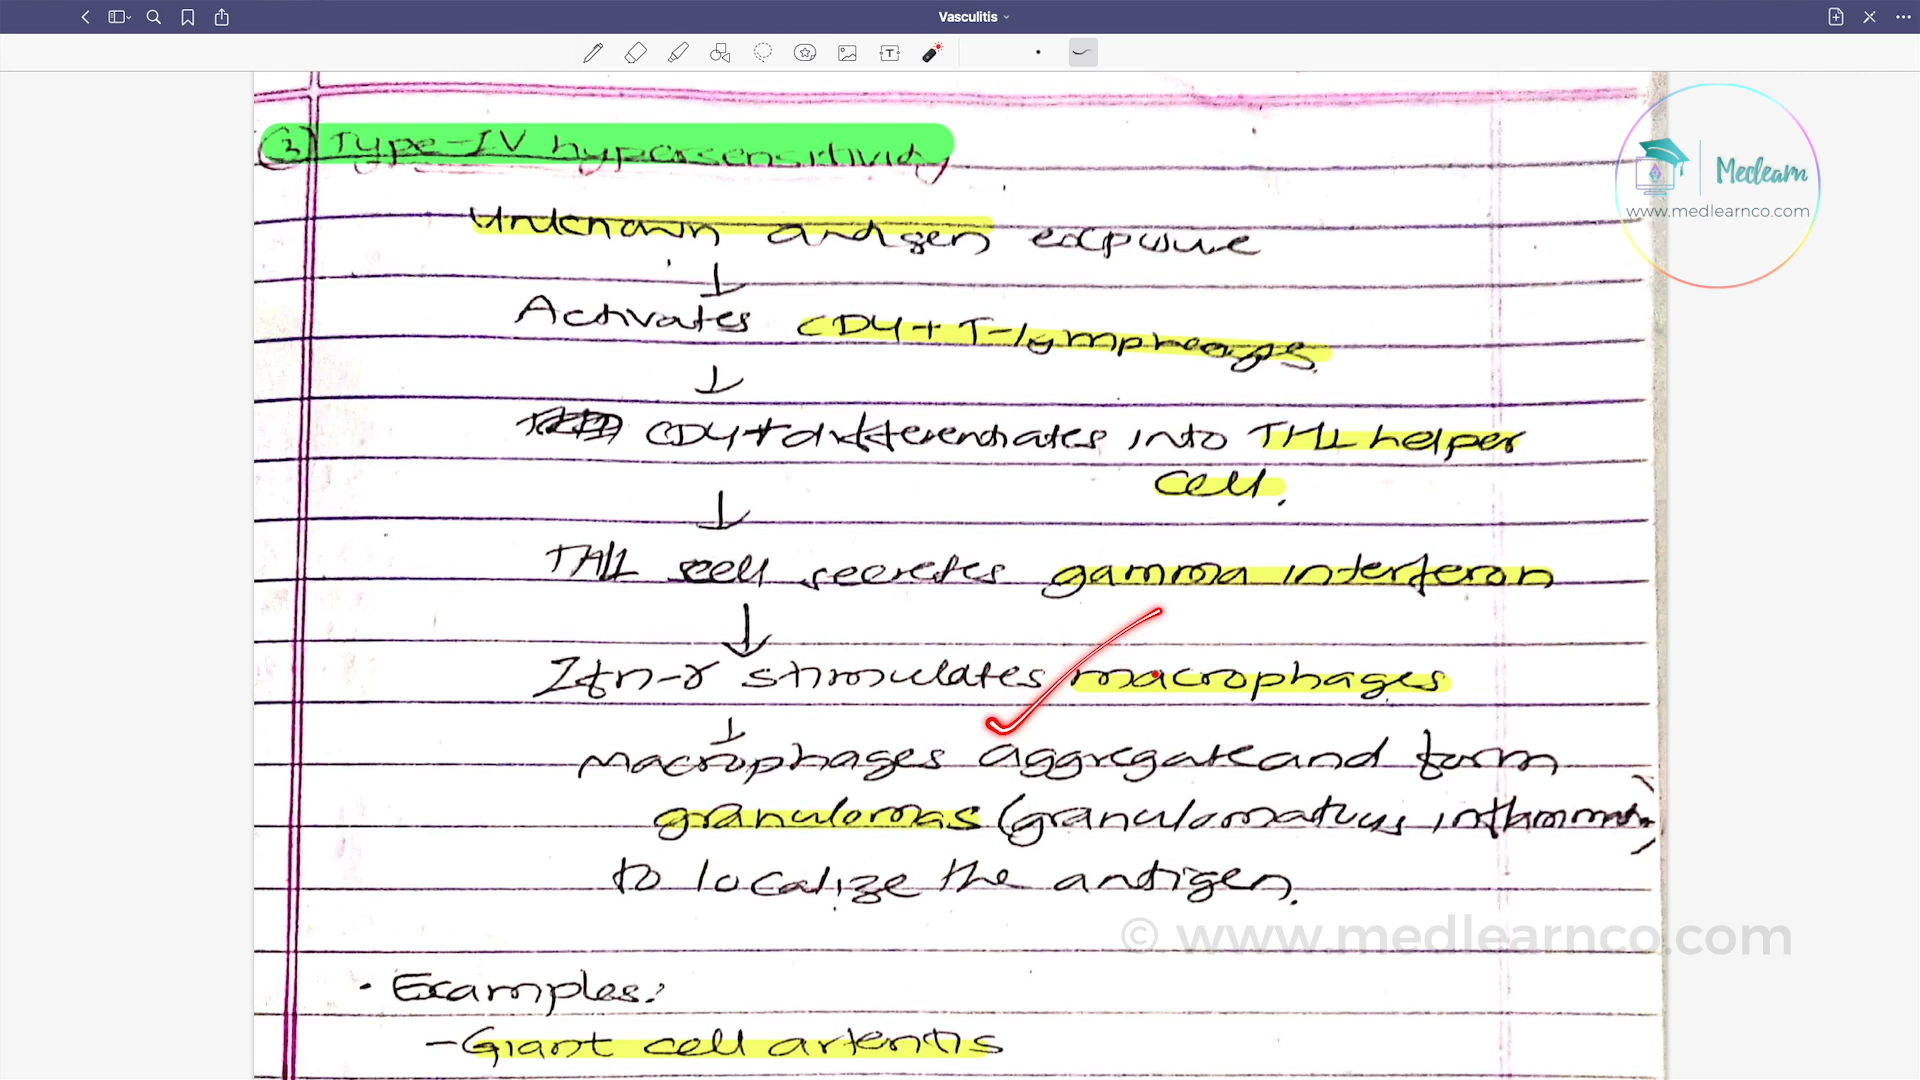 Vasculitis
③ Type-IV hypersensitivity
Unknown antigen exposure
↓
Activates CD4+ T-lymphocytes.
↓
CD4+ differentiates into TH1 helper
cell.
↓
TH1 cell secretes gamma interferon
↓
Ifn-γ stimulates macrophages
↓
macrophages aggregate and form
granulomas (granulomatous inflammation)
to localize the antigen.
• Examples:
- Giant cell arteritis
Medlearn
www.medlearnco.com
© www.medlearnco.com